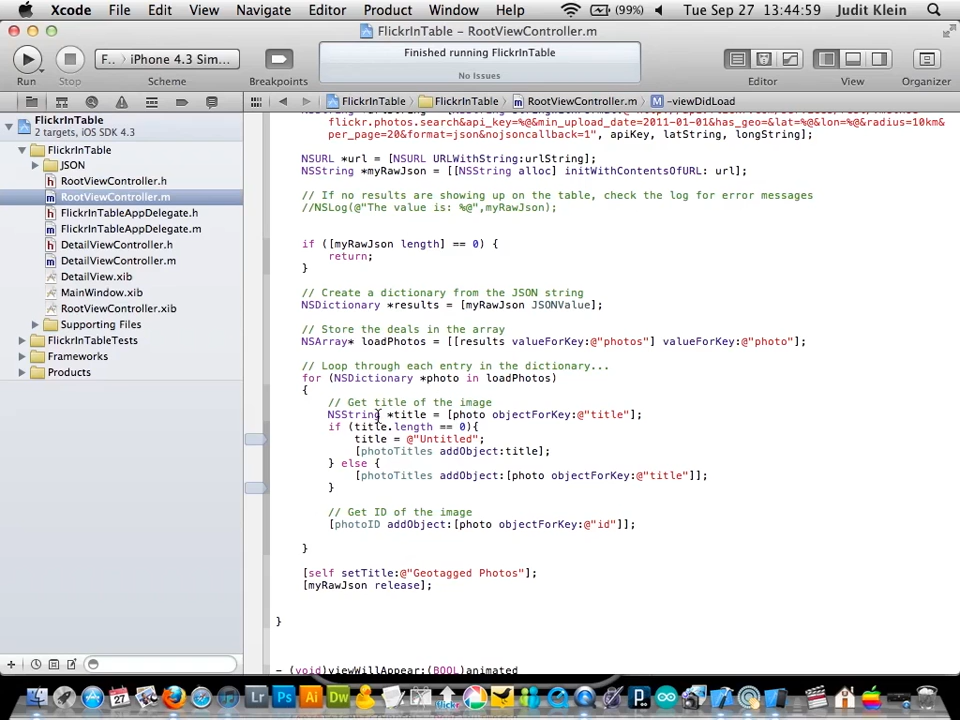 Xcode File Edit View Navigate Editor Product Window Help (99%) Tue Sep 27 13:44:59 Judit Klein
FlickrInTable - RootViewController.m
F... iPhone 4.3 Sim...
Finished running FlickrInTable
No Issues
Run Stop Scheme Breakpoints Editor View Organizer
FlickrInTable FlickrInTable RootViewController.m M -viewDidLoad
FlickrInTable
2 targets, iOS SDK 4.3
FlickrInTable
JSON
h RootViewController.h
m RootViewController.m
h FlickrInTableAppDelegate.h
m FlickrInTableAppDelegate.m
h DetailViewController.h
m DetailViewController.m
DetailView.xib
MainWindow.xib
RootViewController.xib
Supporting Files
FlickrInTableTests
Frameworks
Products
flickr.photos.search&api_key=%@&min_upload_date=2011-01-01&has_geo=&lat=%@&lon=%@&radius=10km&
per_page=20&format=json&nojsoncallback=1", apiKey, latString, longString];
NSURL *url = [NSURL URLWithString:urlString];
NSString *myRawJson = [[NSString alloc] initWithContentsOfURL: url];
// If no results are showing up on the table, check the log for error messages
//NSLog(@"The value is: %@",myRawJson);
if ([myRawJson length] == 0) {
return;
}
// Create a dictionary from the JSON string
NSDictionary *results = [myRawJson JSONValue];
// Store the deals in the array
NSArray* loadPhotos = [[results valueForKey:@"photos"] valueForKey:@"photo"];
// Loop through each entry in the dictionary...
for (NSDictionary *photo in loadPhotos)
{
// Get title of the image
NSString *title = [photo objectForKey:@"title"];
if (title.length == 0){
title = @"Untitled";
[photoTitles addObject:title];
} else {
[photoTitles addObject:[photo objectForKey:@"title"]];
}
// Get ID of the image
[photoID addObject:[photo objectForKey:@"id"]];
}
[self setTitle:@"Geotagged Photos"];
[myRawJson release];
}
- (void)viewWillAppear:(BOOL)animated
27 Lr Ps Ai Dw flickr P